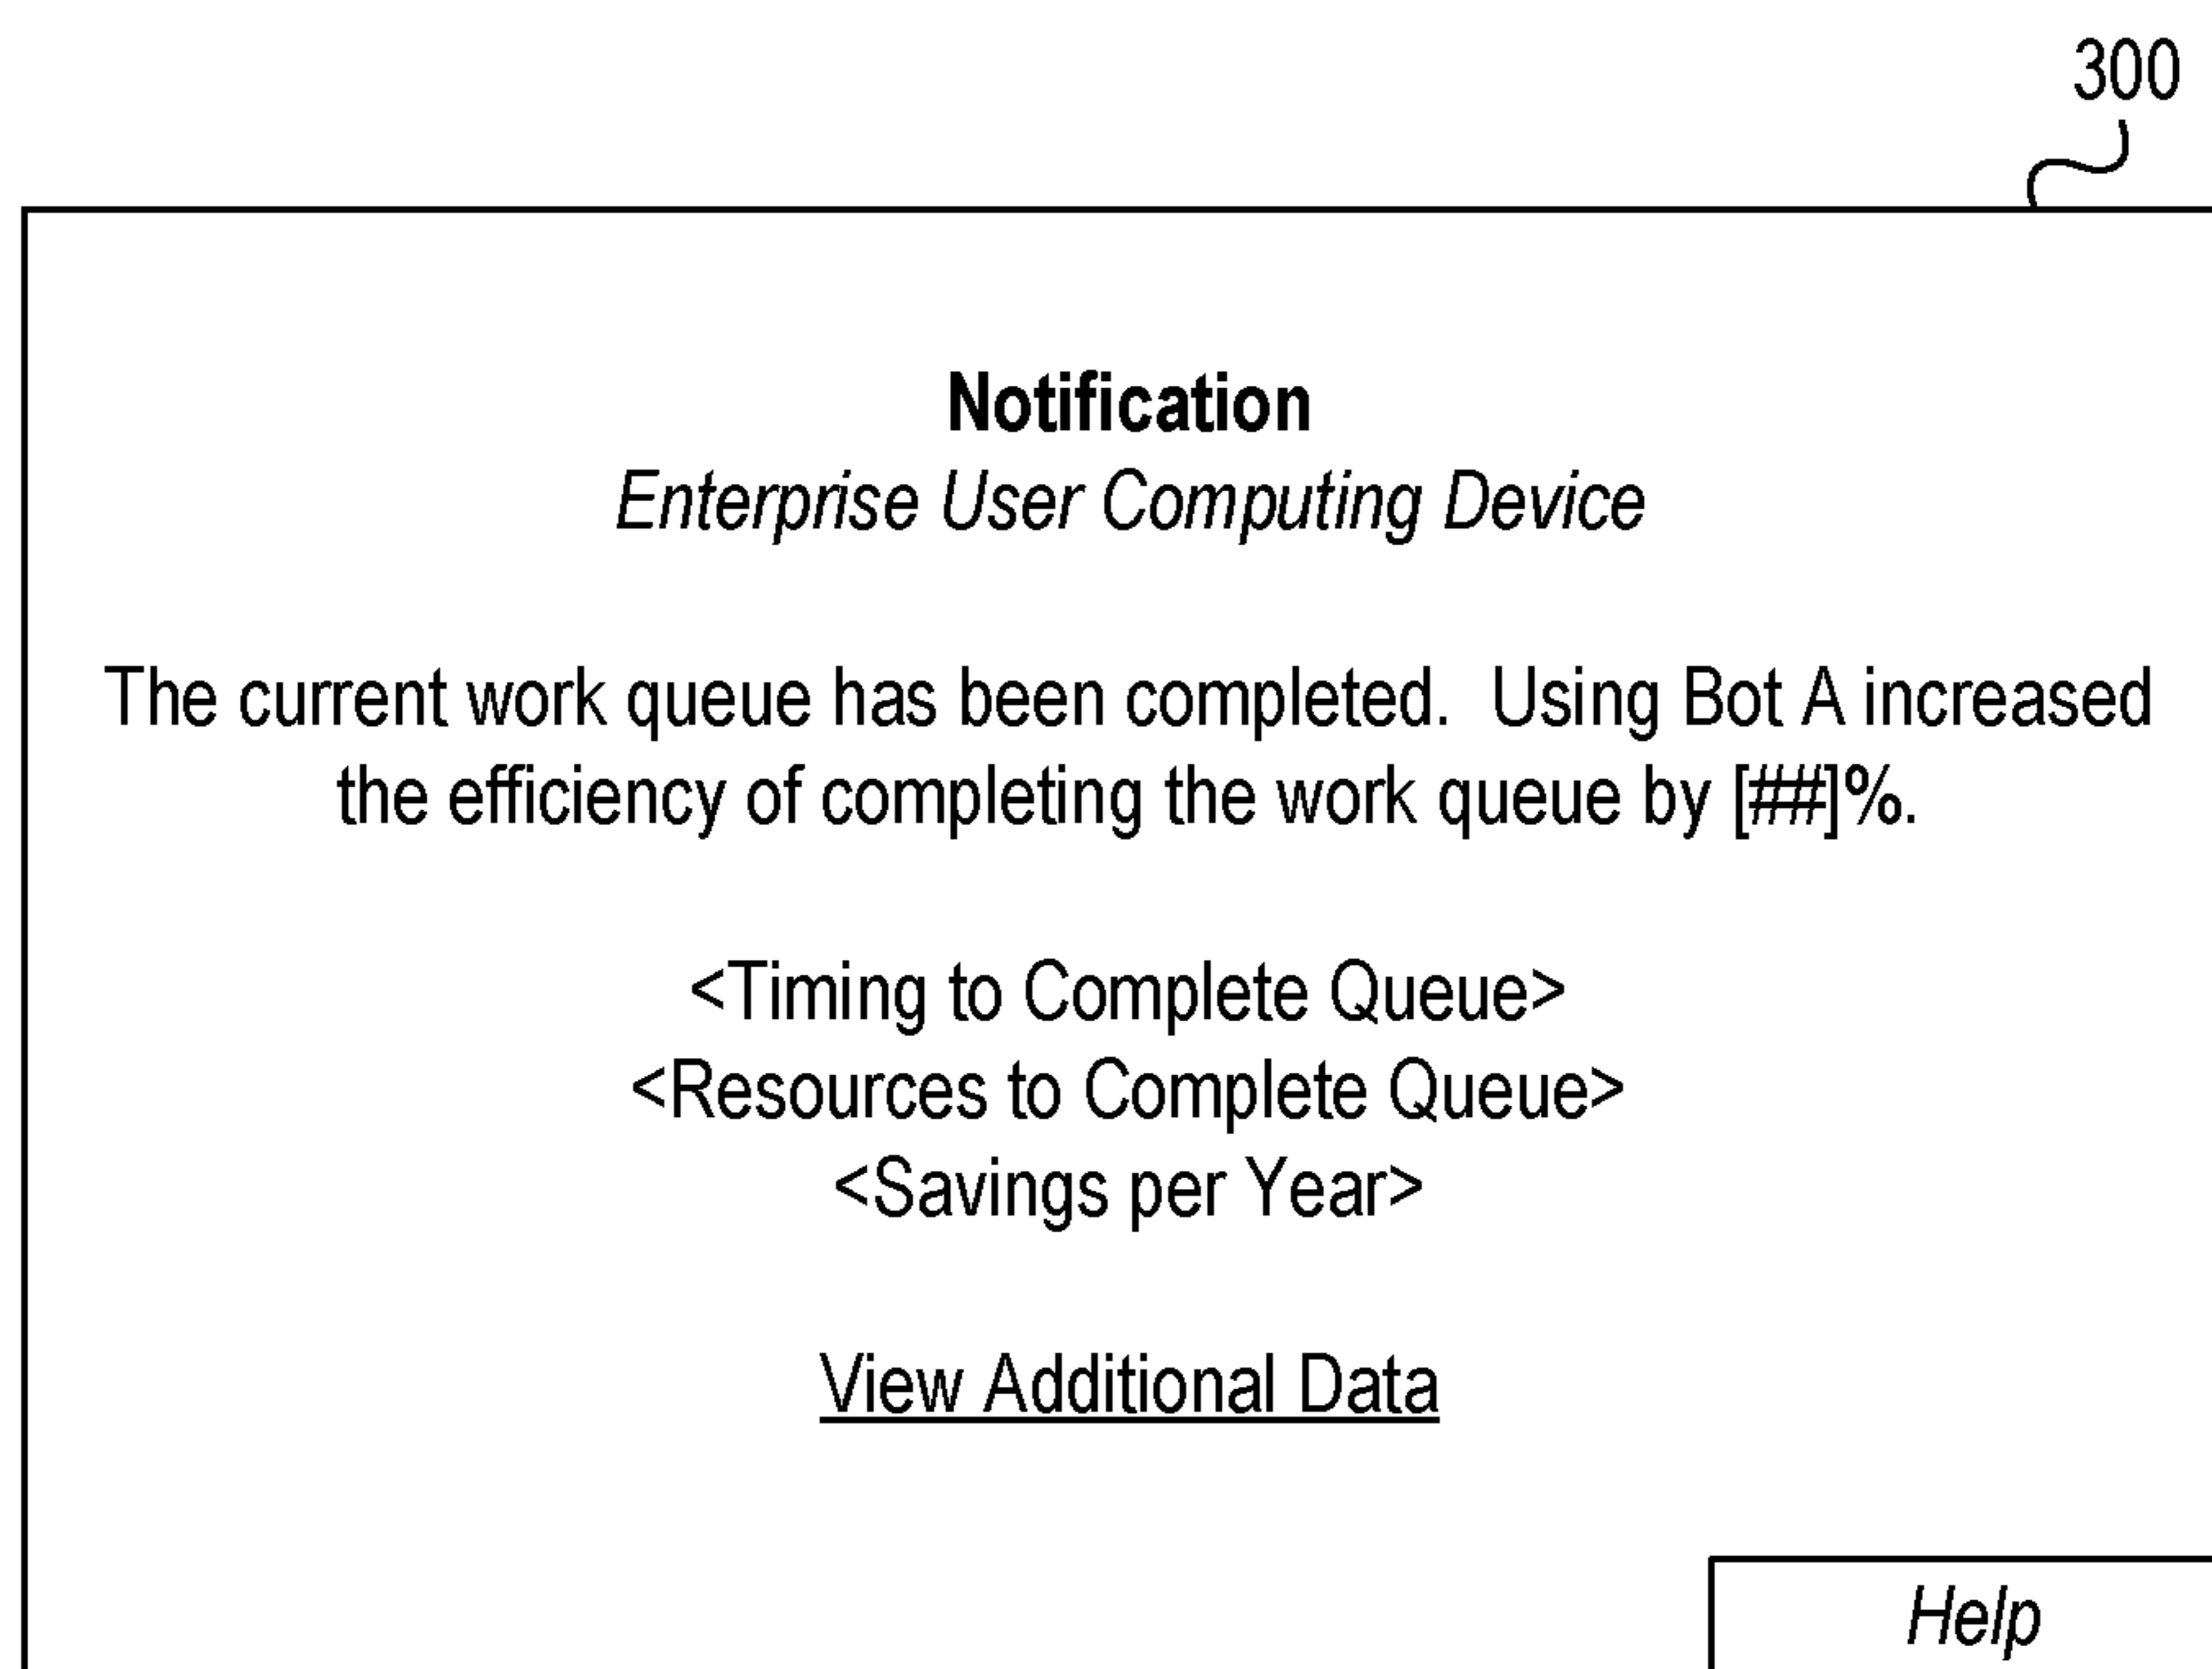 300
Notification
Enterprise User Computing Device
The current work queue has been completed.  Using Bot A increased
the efficiency of completing the work queue by [##]%.
<Timing to Complete Queue>
<Resources to Complete Queue>
<Savings per Year>
View Additional Data
Help